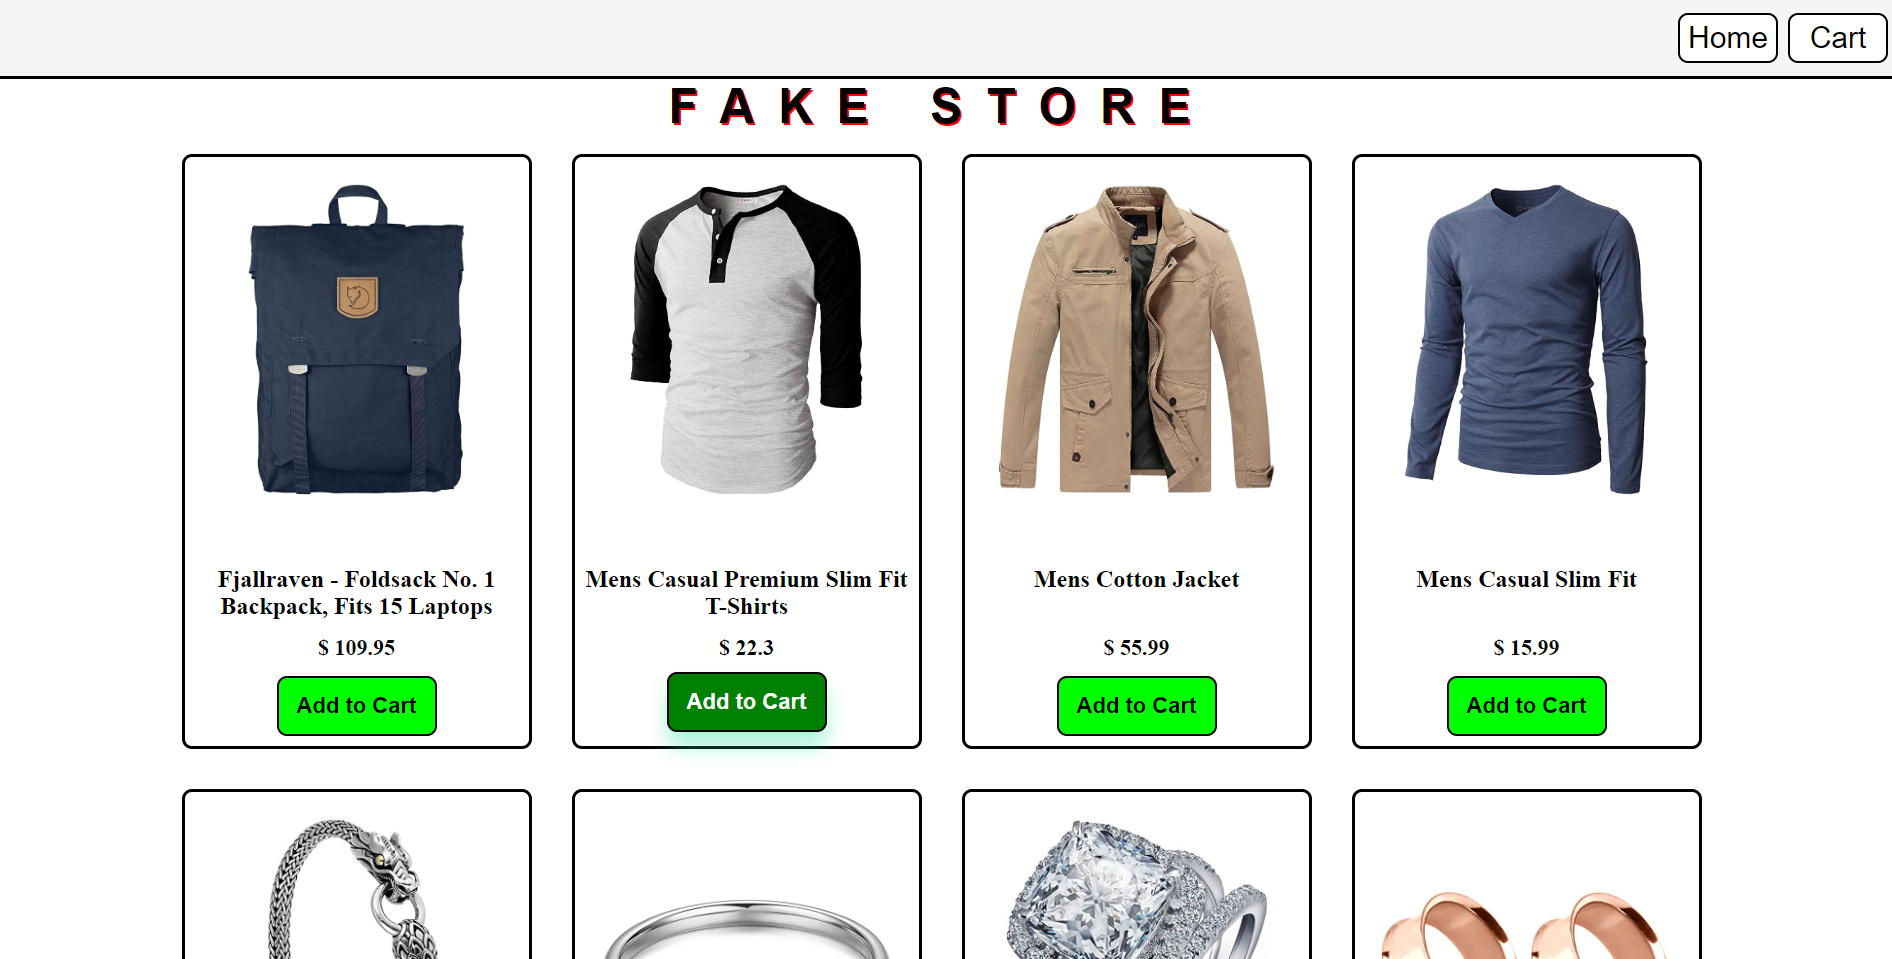 Home Cart
FAKE STORE
Fjallraven - Foldsack No. 1
Backpack, Fits 15 Laptops
$ 109.95
Add to Cart
Mens Casual Premium Slim Fit
T-Shirts
$ 22.3
Add to Cart
Mens Cotton Jacket
$ 55.99
Add to Cart
Mens Casual Slim Fit
$ 15.99
Add to Cart